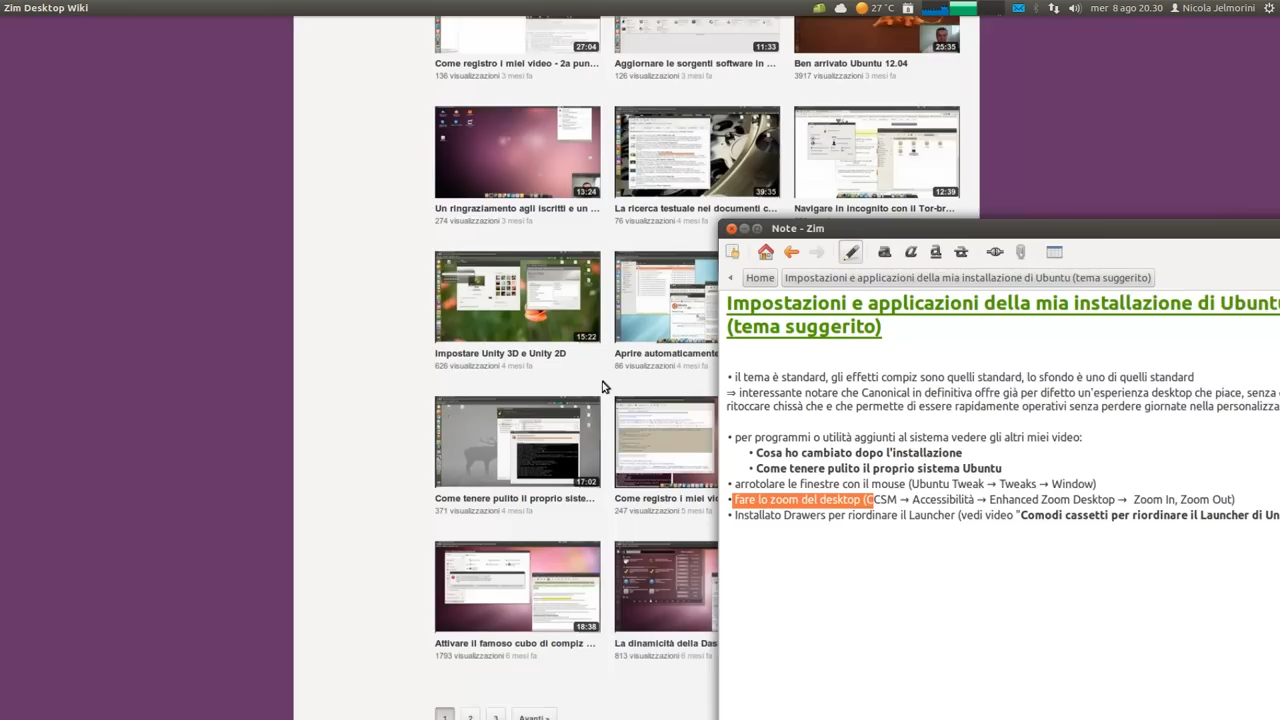 Zim Desktop Wiki
27 °C
mer 8 ago 20.30
Nicola Jelmorini
27:04
11:33
25:35
Come registro i miei video - 2a pun...
136 visualizzazioni 3 mesi fa
Aggiornare le sorgenti software in ...
126 visualizzazioni 3 mesi fa
Ben arrivato Ubuntu 12.04
3917 visualizzazioni 3 mesi fa
13:24
39:35
12:39
Un ringraziamento agli iscritti e un ...
274 visualizzazioni 3 mesi fa
La ricerca testuale nei documenti c...
76 visualizzazioni 4 mesi fa
Navigare in incognito con il Tor-br...
15:22
Impostare Unity 3D e Unity 2D
626 visualizzazioni 4 mesi fa
Aprire automaticamente
86 visualizzazioni 4 mesi fa
17:02
Come tenere pulito il proprio siste...
371 visualizzazioni 4 mesi fa
Come registro i miei vi
247 visualizzazioni 5 mesi fa
18:38
Attivare il famoso cubo di compiz ...
1793 visualizzazioni 6 mesi fa
La dinamicità della Das
813 visualizzazioni 6 mesi fa
1 2 3 Avanti »
Note - Zim
Home
Impostazioni e applicazioni della mia installazione di Ubuntu (tema suggerito)
Impostazioni e applicazioni della mia installazione di Ubuntu
(tema suggerito)
• il tema è standard, gli effetti compiz sono quelli standard, lo sfondo è uno di quelli standard
⇒ interessante notare che Canonical in definitiva offre già per difetto un'esperienza desktop che piace, senza
ritoccare chissà che e che permette di essere rapidamente operativi senza perdere giornate nella personalizza
• per programmi o utilità aggiunti al sistema vedere gli altri miei video:
• Cosa ho cambiato dopo l'installazione
• Come tenere pulito il proprio sistema Ubuntu
• arrotolare le finestre con il mouse (Ubuntu Tweak → Tweaks → Window)
• fare lo zoom del desktop (CCSM → Accessibilità → Enhanced Zoom Desktop → Zoom In, Zoom Out)
• Installato Drawers per riordinare il Launcher (vedi video "Comodi cassetti per riordinare il Launcher di Un